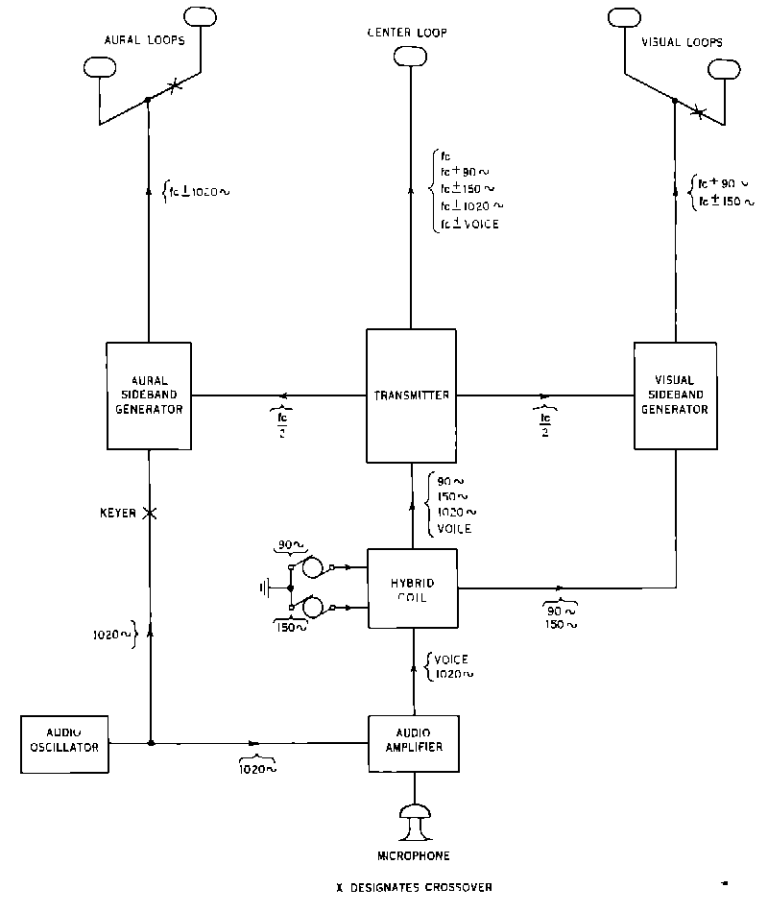 AURAL LOOPS
CENTER LOOP
VISUAL LOOPS
fc ± 1020 ~
fc
fc + 90 ~
fc ± 150 ~
fc ± 1020 ~
fc ± VOICE
fc + 90 ~
fc ± 150 ~
AURAL
SIDEBAND
GENERATOR
TRANSMITTER
VISUAL
SIDEBAND
GENERATOR
fc
2
fc
2
KEYER
90 ~
150 ~
1020 ~
VOICE
90 ~
HYBRID
COIL
150 ~
90 ~
150 ~
1020 ~
VOICE
1020 ~
AUDIO
OSCILLATOR
AUDIO
AMPLIFIER
1020 ~
MICROPHONE
X DESIGNATES CROSSOVER